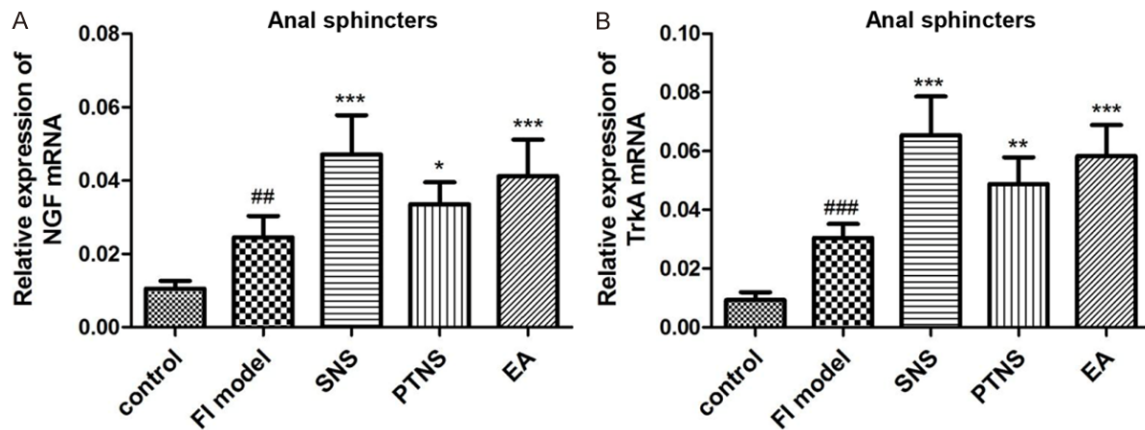 A
Anal sphincters
Relative expression of
NGF mRNA
0.08
0.06
0.04
0.02
0.00
##
***
*
***
control
FI model
SNS
PTNS
EA
B
Anal sphincters
Relative expression of
TrkA mRNA
0.10
0.08
0.06
0.04
0.02
0.00
###
***
**
***
control
FI model
SNS
PTNS
EA